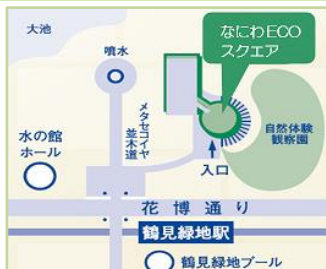 大池
なにわECO
スクエア
噴水
メタセコイヤ
並木道
水の館
ホール
自然体験
観察園
入口
花博通り
鶴見緑地駅
鶴見緑地プール